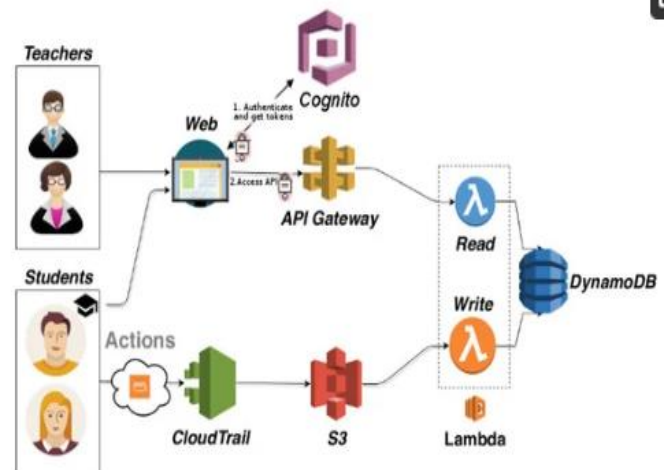 Teachers
1. Authenticate
and get tokens
Cognito
Web
2.Access API
API Gateway
Read
DynamoDB
Students
Write
Actions
CloudTrail
S3
Lambda